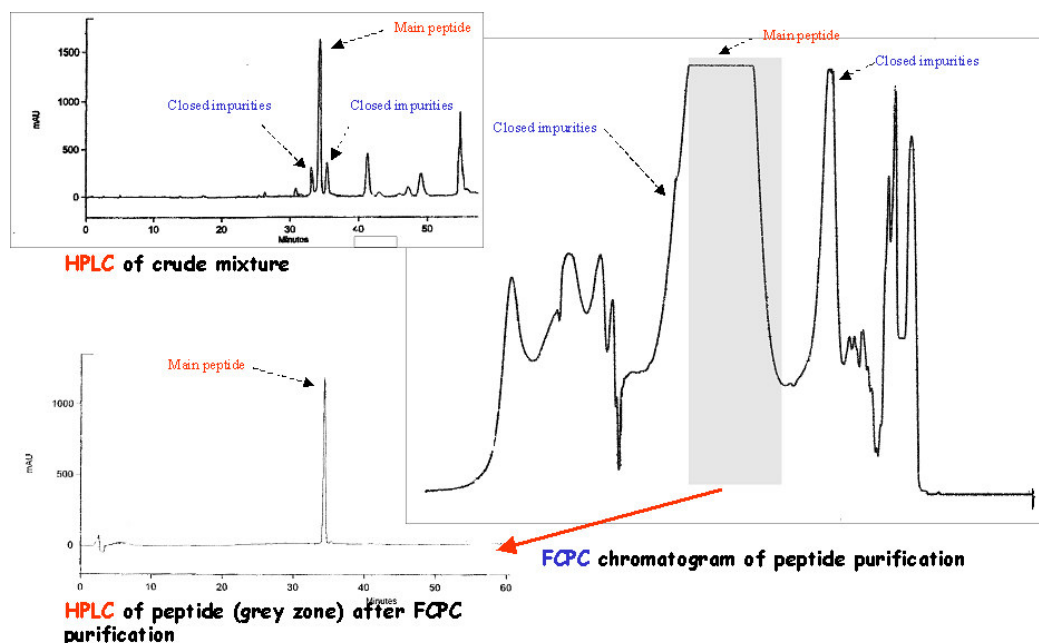 Main peptide
1500
Closed impurities
Closed impurities
1000
mAU
500
0
0
10
20
30
40
50
Minutes
HPLC of crude mixture
Main peptide
Closed impurities
Closed impurities
FCPC chromatogram of peptide purification
Main peptide
1000
mAU
500
0
0
10
20
30
40
50
60
Minutes
HPLC of peptide (grey zone) after FCPC
purification